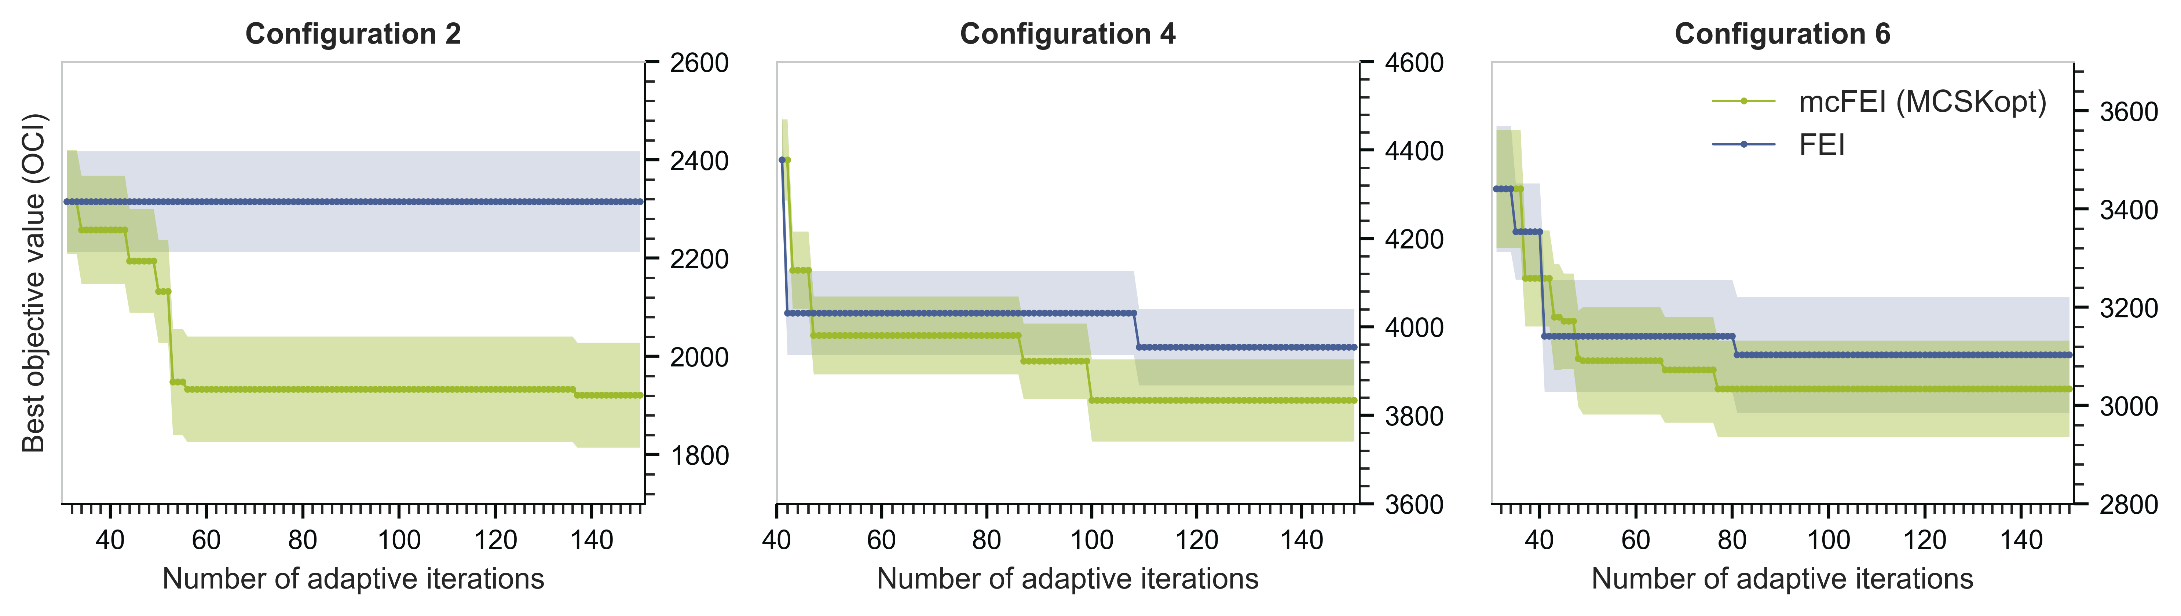 Configuration 2
Configuration 4
Configuration 6
Best objective value (OCI)
2600
2400
2200
2000
1800
40 60 80 100 120 140
Number of adaptive iterations
4600
4400
4200
4000
3800
3600
40 60 80 100 120 140
Number of adaptive iterations
mcFEI (MCSKopt)
FEI
3600
3400
3200
3000
2800
40 60 80 100 120 140
Number of adaptive iterations